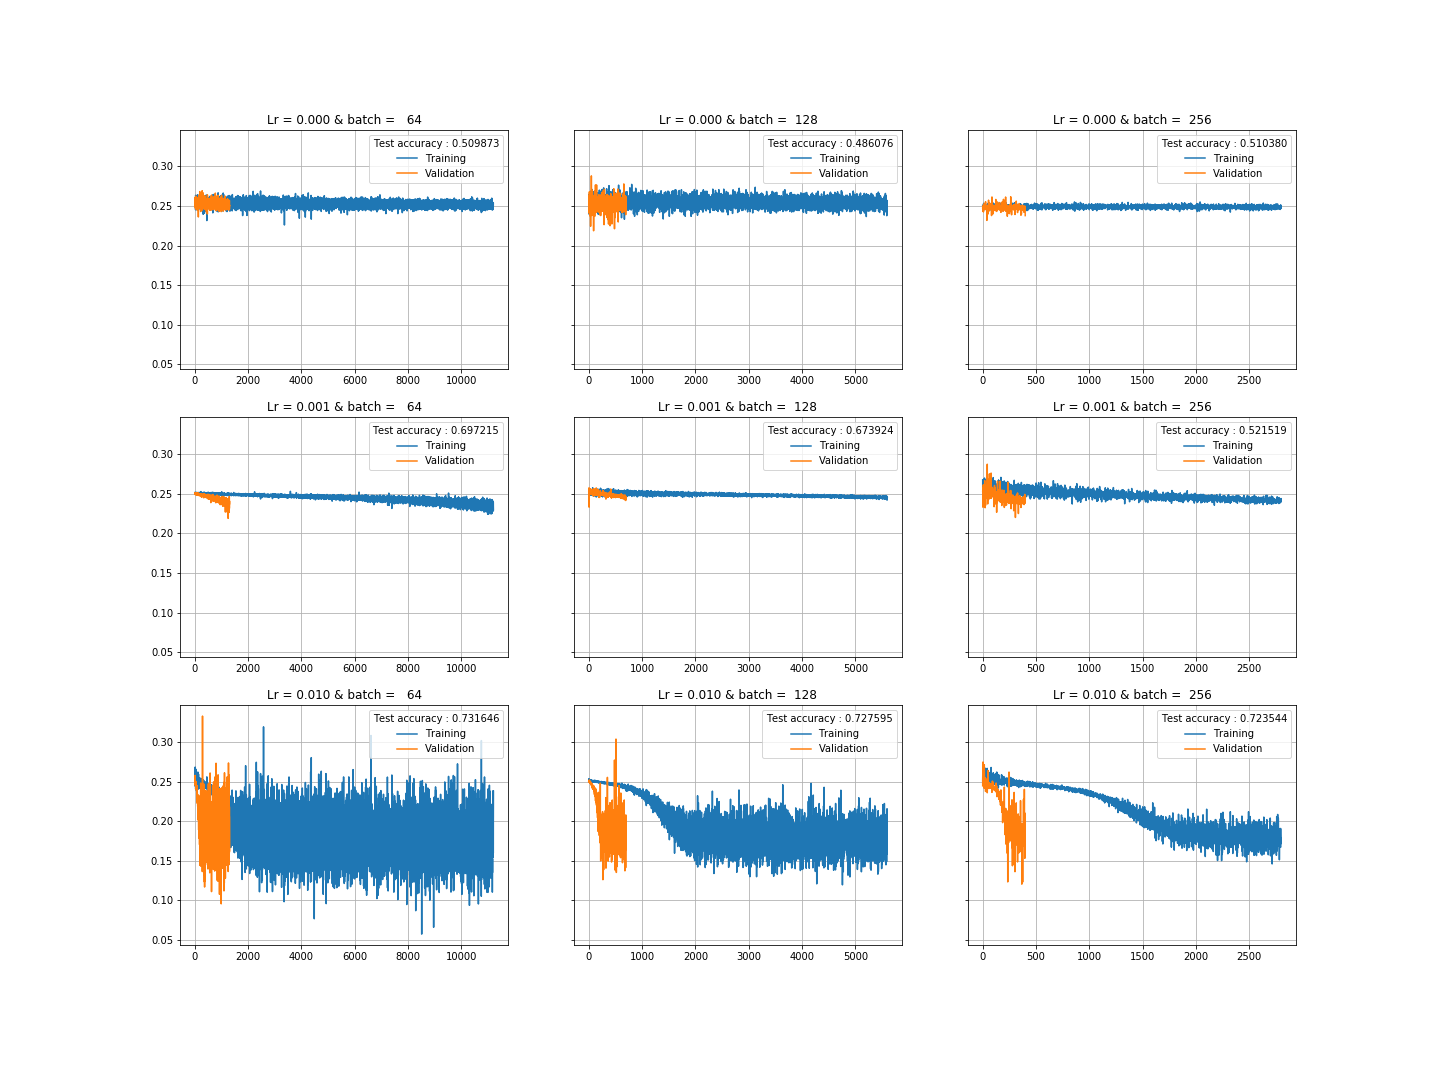 Lr = 0.000 & batch =   64
Lr = 0.000 & batch =  128
Lr = 0.000 & batch =  256
Test accuracy : 0.509873
Training
Validation
Test accuracy : 0.486076
Training
Validation
Test accuracy : 0.510380
Training
Validation
0.30
0.25
0.20
0.15
0.10
0.05
0 2000 4000 6000 8000 10000
0 1000 2000 3000 4000 5000
0 500 1000 1500 2000 2500
Lr = 0.001 & batch =   64
Lr = 0.001 & batch =  128
Lr = 0.001 & batch =  256
Test accuracy : 0.697215
Training
Validation
Test accuracy : 0.673924
Training
Validation
Test accuracy : 0.521519
Training
Validation
0.30
0.25
0.20
0.15
0.10
0.05
0 2000 4000 6000 8000 10000
0 1000 2000 3000 4000 5000
0 500 1000 1500 2000 2500
Lr = 0.010 & batch =   64
Lr = 0.010 & batch =  128
Lr = 0.010 & batch =  256
Test accuracy : 0.731646
Training
Validation
Test accuracy : 0.727595
Training
Validation
Test accuracy : 0.723544
Training
Validation
0.30
0.25
0.20
0.15
0.10
0.05
0 2000 4000 6000 8000 10000
0 1000 2000 3000 4000 5000
0 500 1000 1500 2000 2500